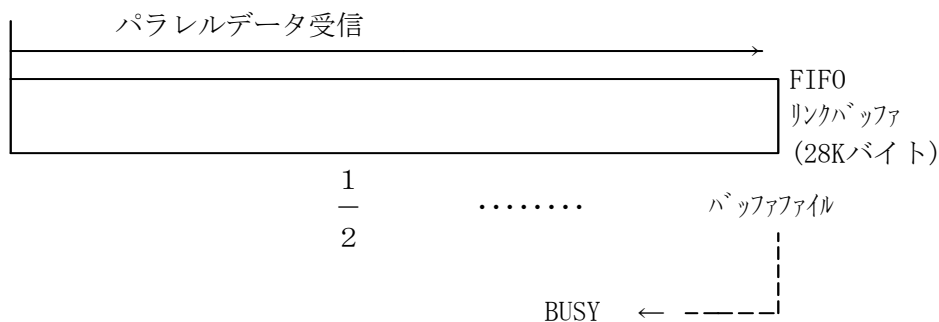 パラレルデータ受信
FIFO
リンクバッファ
(28Kバイト)
1
2
‥‥‥‥
バッファファイル
BUSY ←